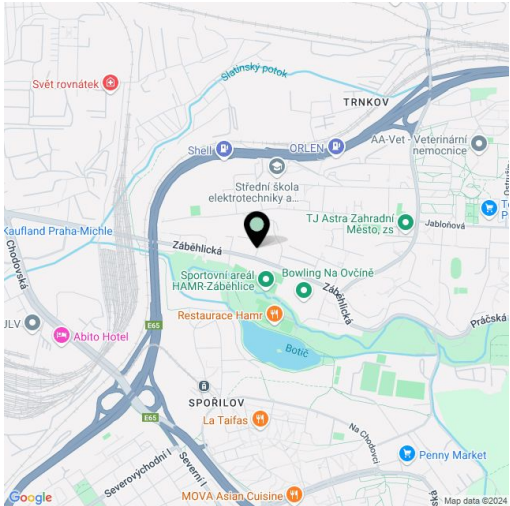 Slatinský potok
Svět rovnátek
TRNKOV
AA-Vet - Veterinární
nemocnice
Shell
ORLEN
Střední škola
elektrotechniky a...
TJ Astra Zahradní
Město, zs
Jabloňová
Kaufland Praha-Michle
Chodovská
Záběhlická
Sportovní areál
HAMR-Záběhlice
Bowling Na Ovčíně
Záběhlická
Práčská
Restaurace Hamr
E65
Abito Hotel
Botič
SPOŘILOV
La Taifas
E65
Na Chodovci
Penny Market
Severovýchodní I
Severní I
MOVA Asian Cuisine
Google
Map data ©2024